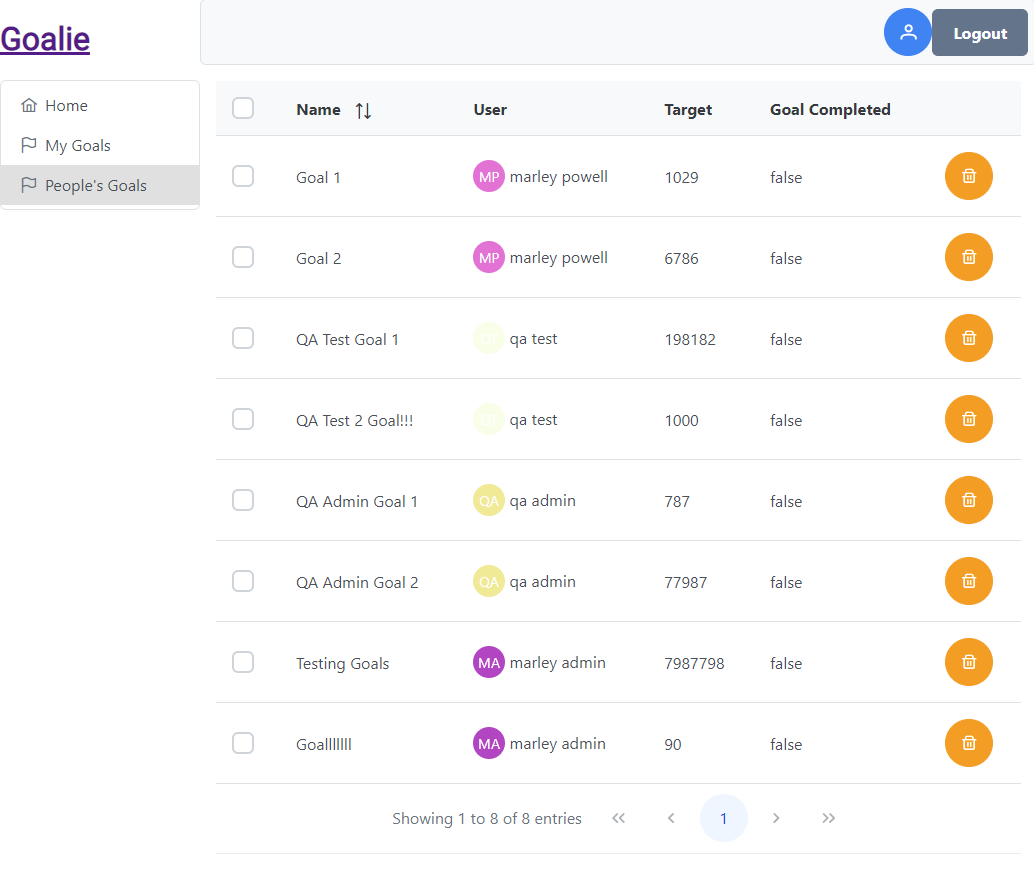 Goalie
Logout
Home
My Goals
People's Goals
Name User Target Goal Completed
Goal 1 MP marley powell 1029 false
Goal 2 MP marley powell 6786 false
QA Test Goal 1 qa test 198182 false
QA Test 2 Goal!!! qa test 1000 false
QA Admin Goal 1 QA qa admin 787 false
QA Admin Goal 2 QA qa admin 77987 false
Testing Goals MA marley admin 7987798 false
Goalllllll MA marley admin 90 false
Showing 1 to 8 of 8 entries 1